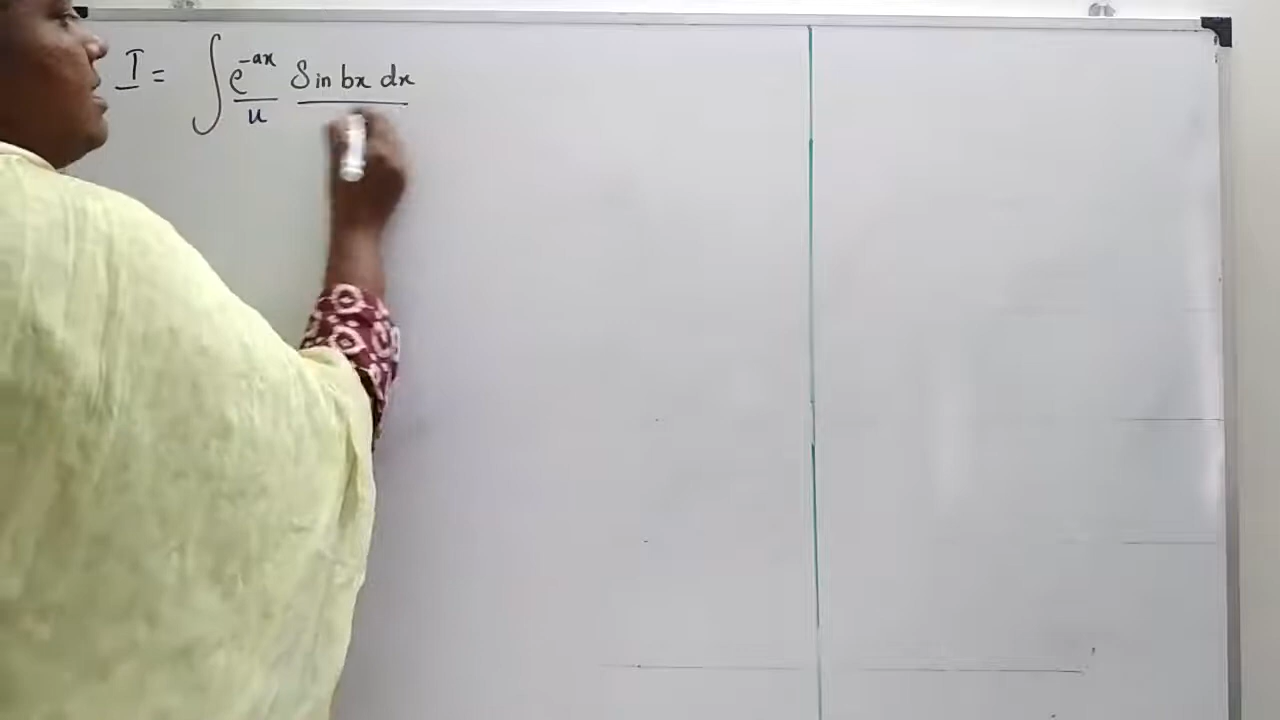 I = ∫ e^{-ax} Sin bx dx
u